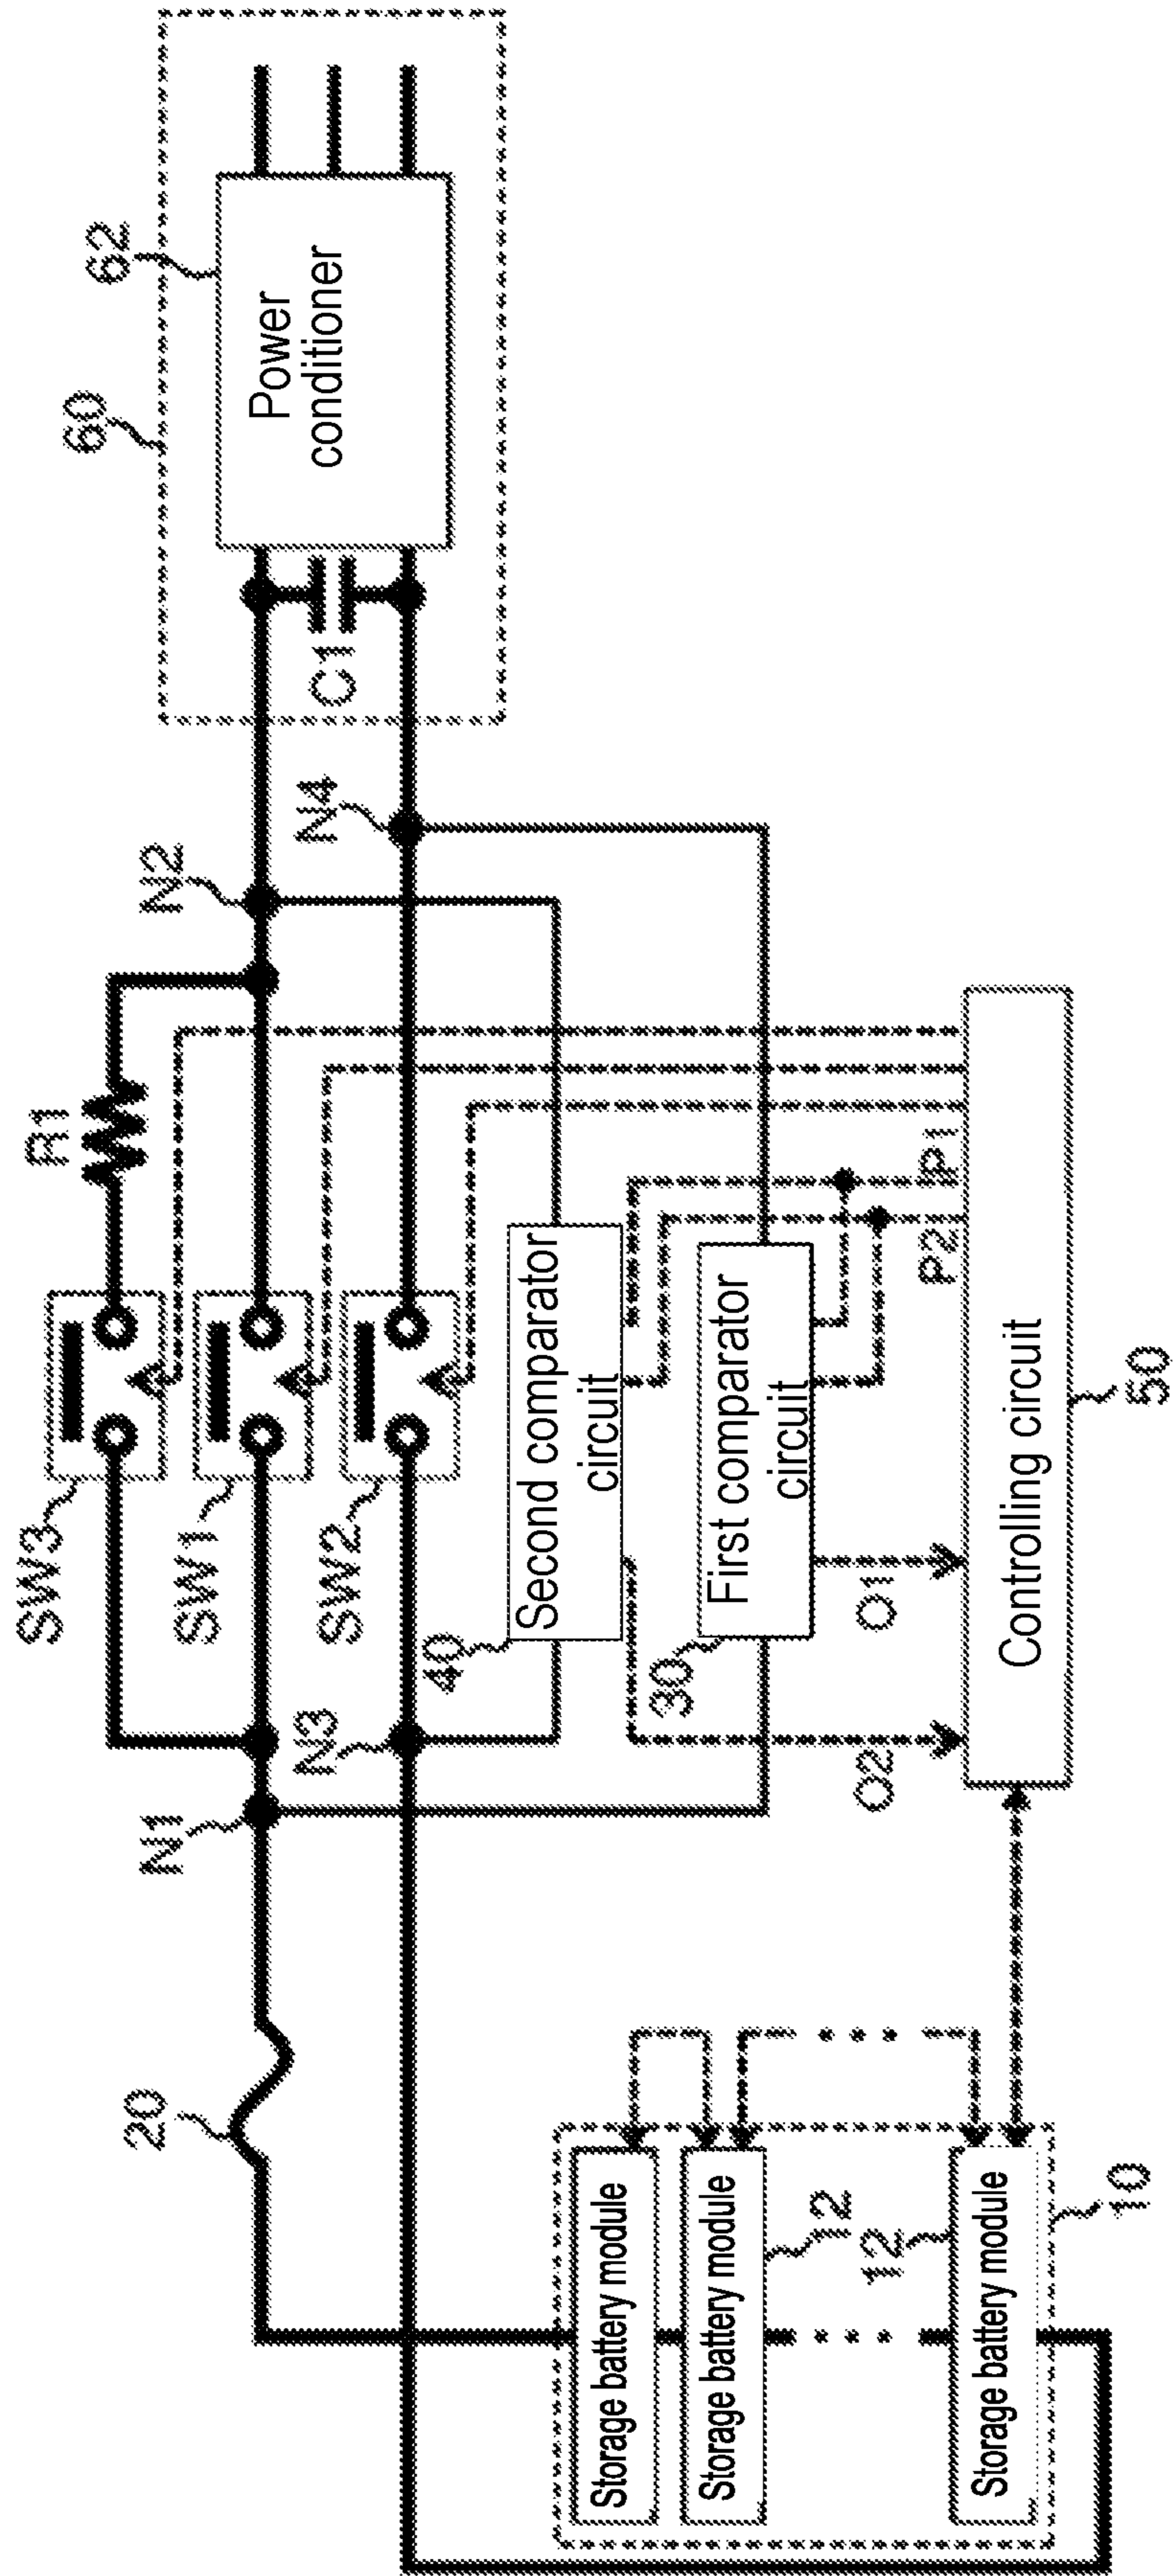 60
62
Power
conditioner
C1
N2
N4
R1
SW3
SW1
SW2
N1
N3
20
Second comparator
circuit
40
First comparator
circuit
30
P1
P2
O1
O2
Controlling circuit
50
Storage battery module
Storage battery module
12
12
Storage battery module
10